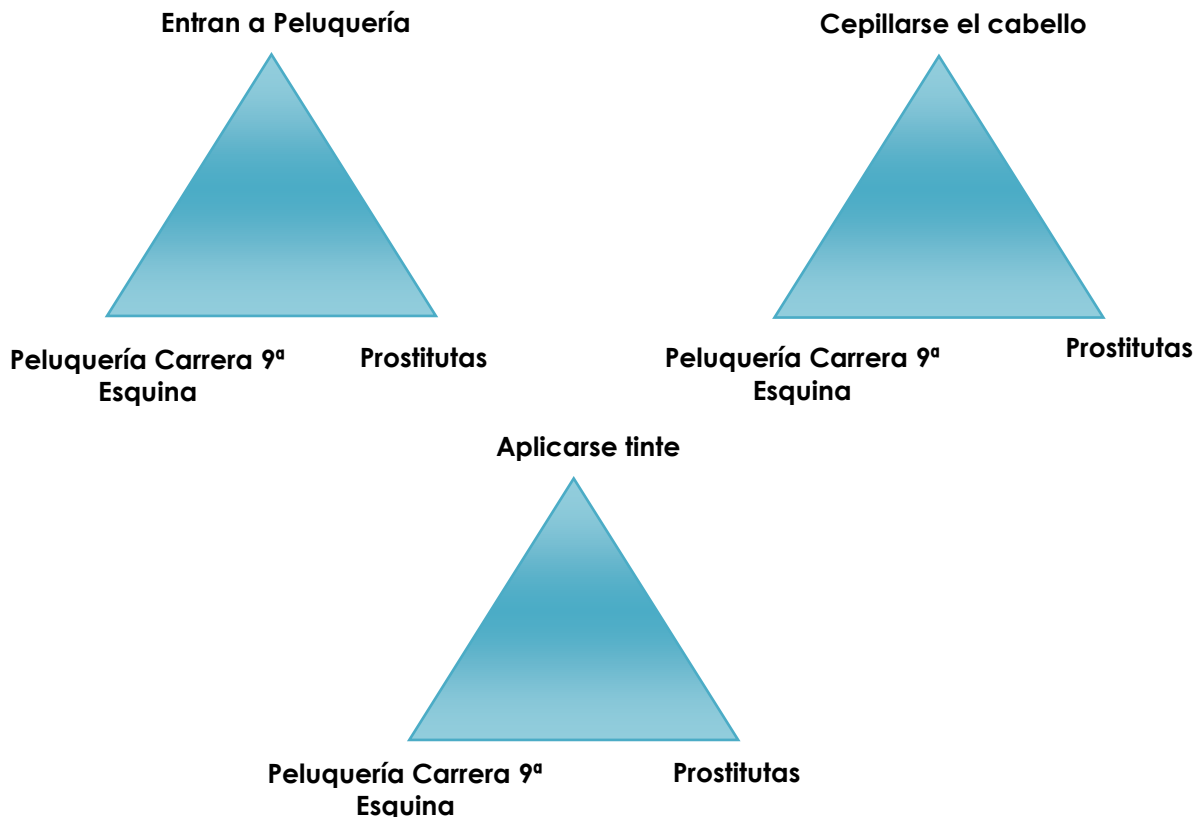 Entran a Peluquería
Cepillarse el cabello
Peluquería Carrera 9ª
Esquina
Prostitutas
Peluquería Carrera 9ª
Esquina
Prostitutas
Aplicarse tinte
Peluquería Carrera 9ª
Esquina
Prostitutas